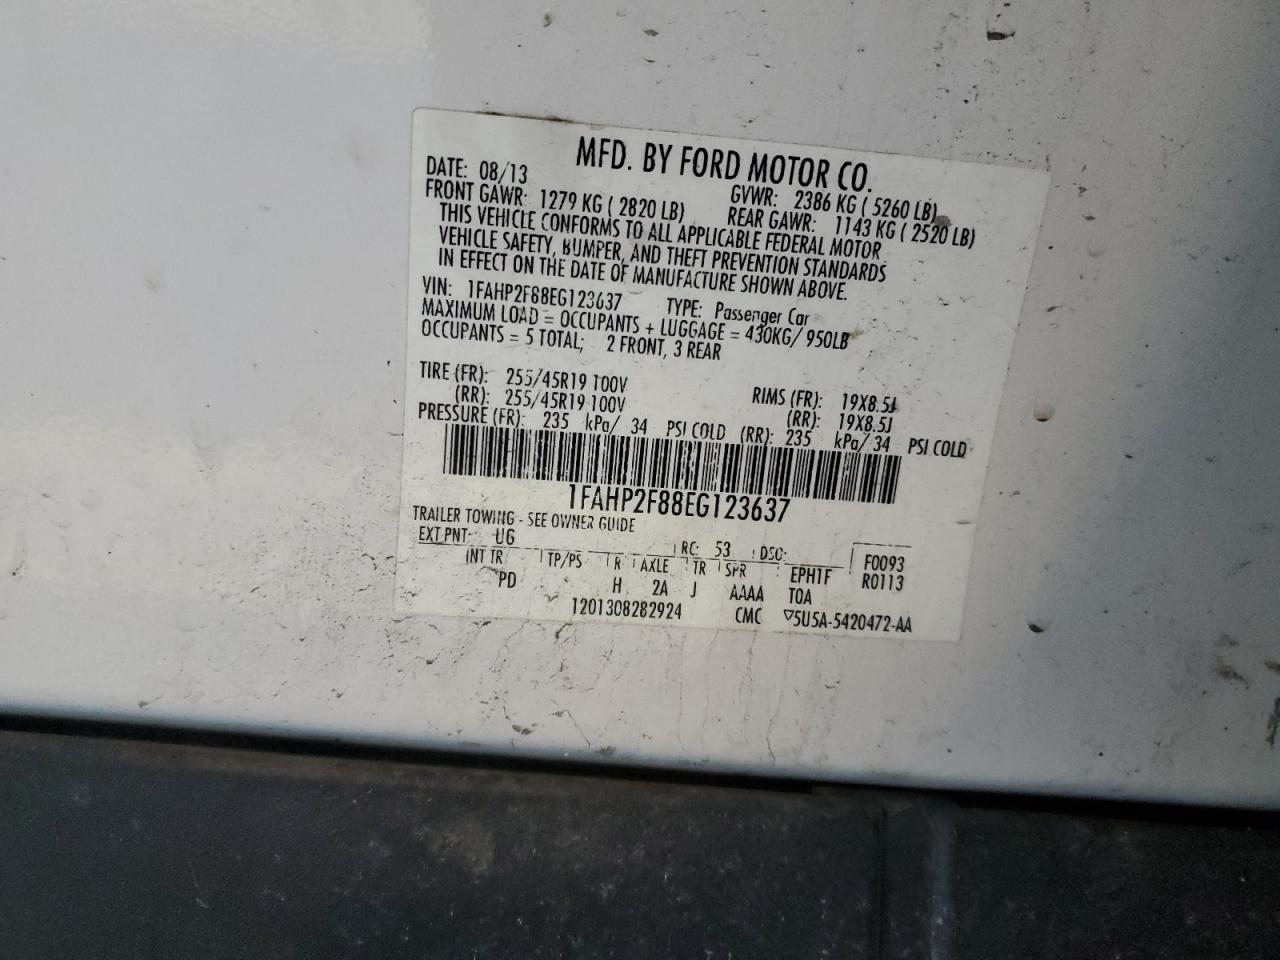 MFD. BY FORD MOTOR CO.
DATE: 08/13 GVWR: 2386 KG ( 5260 LB)
FRONT GAWR: 1279 KG ( 2820 LB) REAR GAWR: 1143 KG ( 2520 LB)
THIS VEHICLE CONFORMS TO ALL APPLICABLE FEDERAL MOTOR
VEHICLE SAFETY, BUMPER, AND THEFT PREVENTION STANDARDS
IN EFFECT ON THE DATE OF MANUFACTURE SHOWN ABOVE.
VIN: 1FAHP2F88EG123637 TYPE: Passenger Car
MAXIMUM LOAD = OCCUPANTS + LUGGAGE = 430KG/ 950LB
OCCUPANTS = 5 TOTAL; 2 FRONT, 3 REAR
TIRE (FR): 255/45R19 100V RIMS (FR): 19X8.5J
(RR): 255/45R19 100V (RR): 19X8.5J
PRESSURE (FR): 235 kPa/ 34 PSI COLD (RR): 235 kPa/ 34 PSI COLD
1FAHP2F88EG123637
TRAILER TOWING - SEE OWNER GUIDE
EXT PNT: UG RC: 53 DSO: F0093
INT TR TP/PS R AXLE TR SPR EPH1F R0113
PD H 2A J AAAA TOA
1201308282924 CMC ▽5U5A-5420472-AA